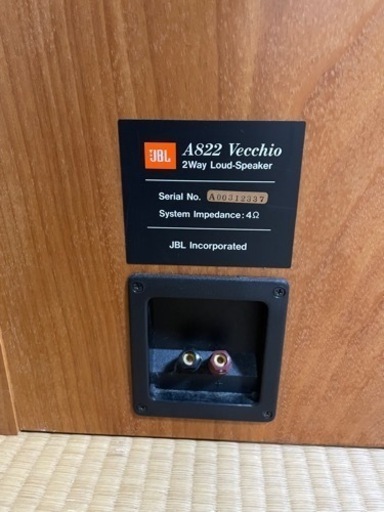 JBL A822 Vecchio
2Way Loud-Speaker
Serial No. A00312337
System Impedance: 4Ω
JBL Incorporated